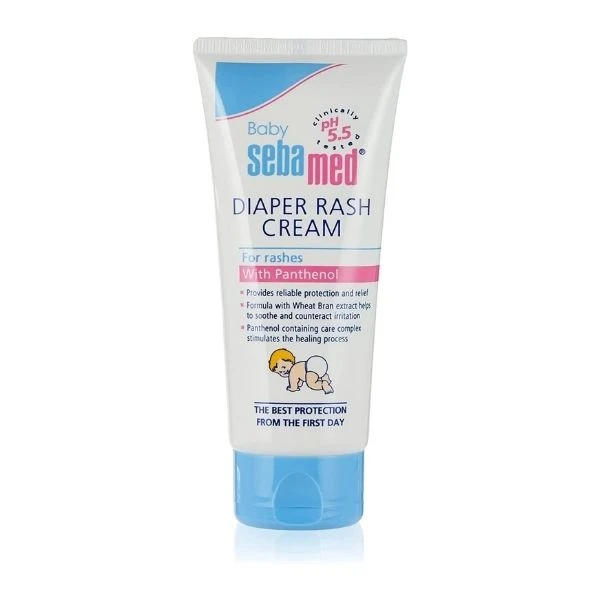 clinically tested
pH
5.5
Baby
sebamed®
DIAPER RASH
CREAM
For rashes
With Panthenol
▪ Provides reliable protection and relief
▪ Formula with Wheat Bran extract helps
to soothe and counteract irritation
▪ Panthenol containing care complex
stimulates the healing process
THE BEST PROTECTION
FROM THE FIRST DAY